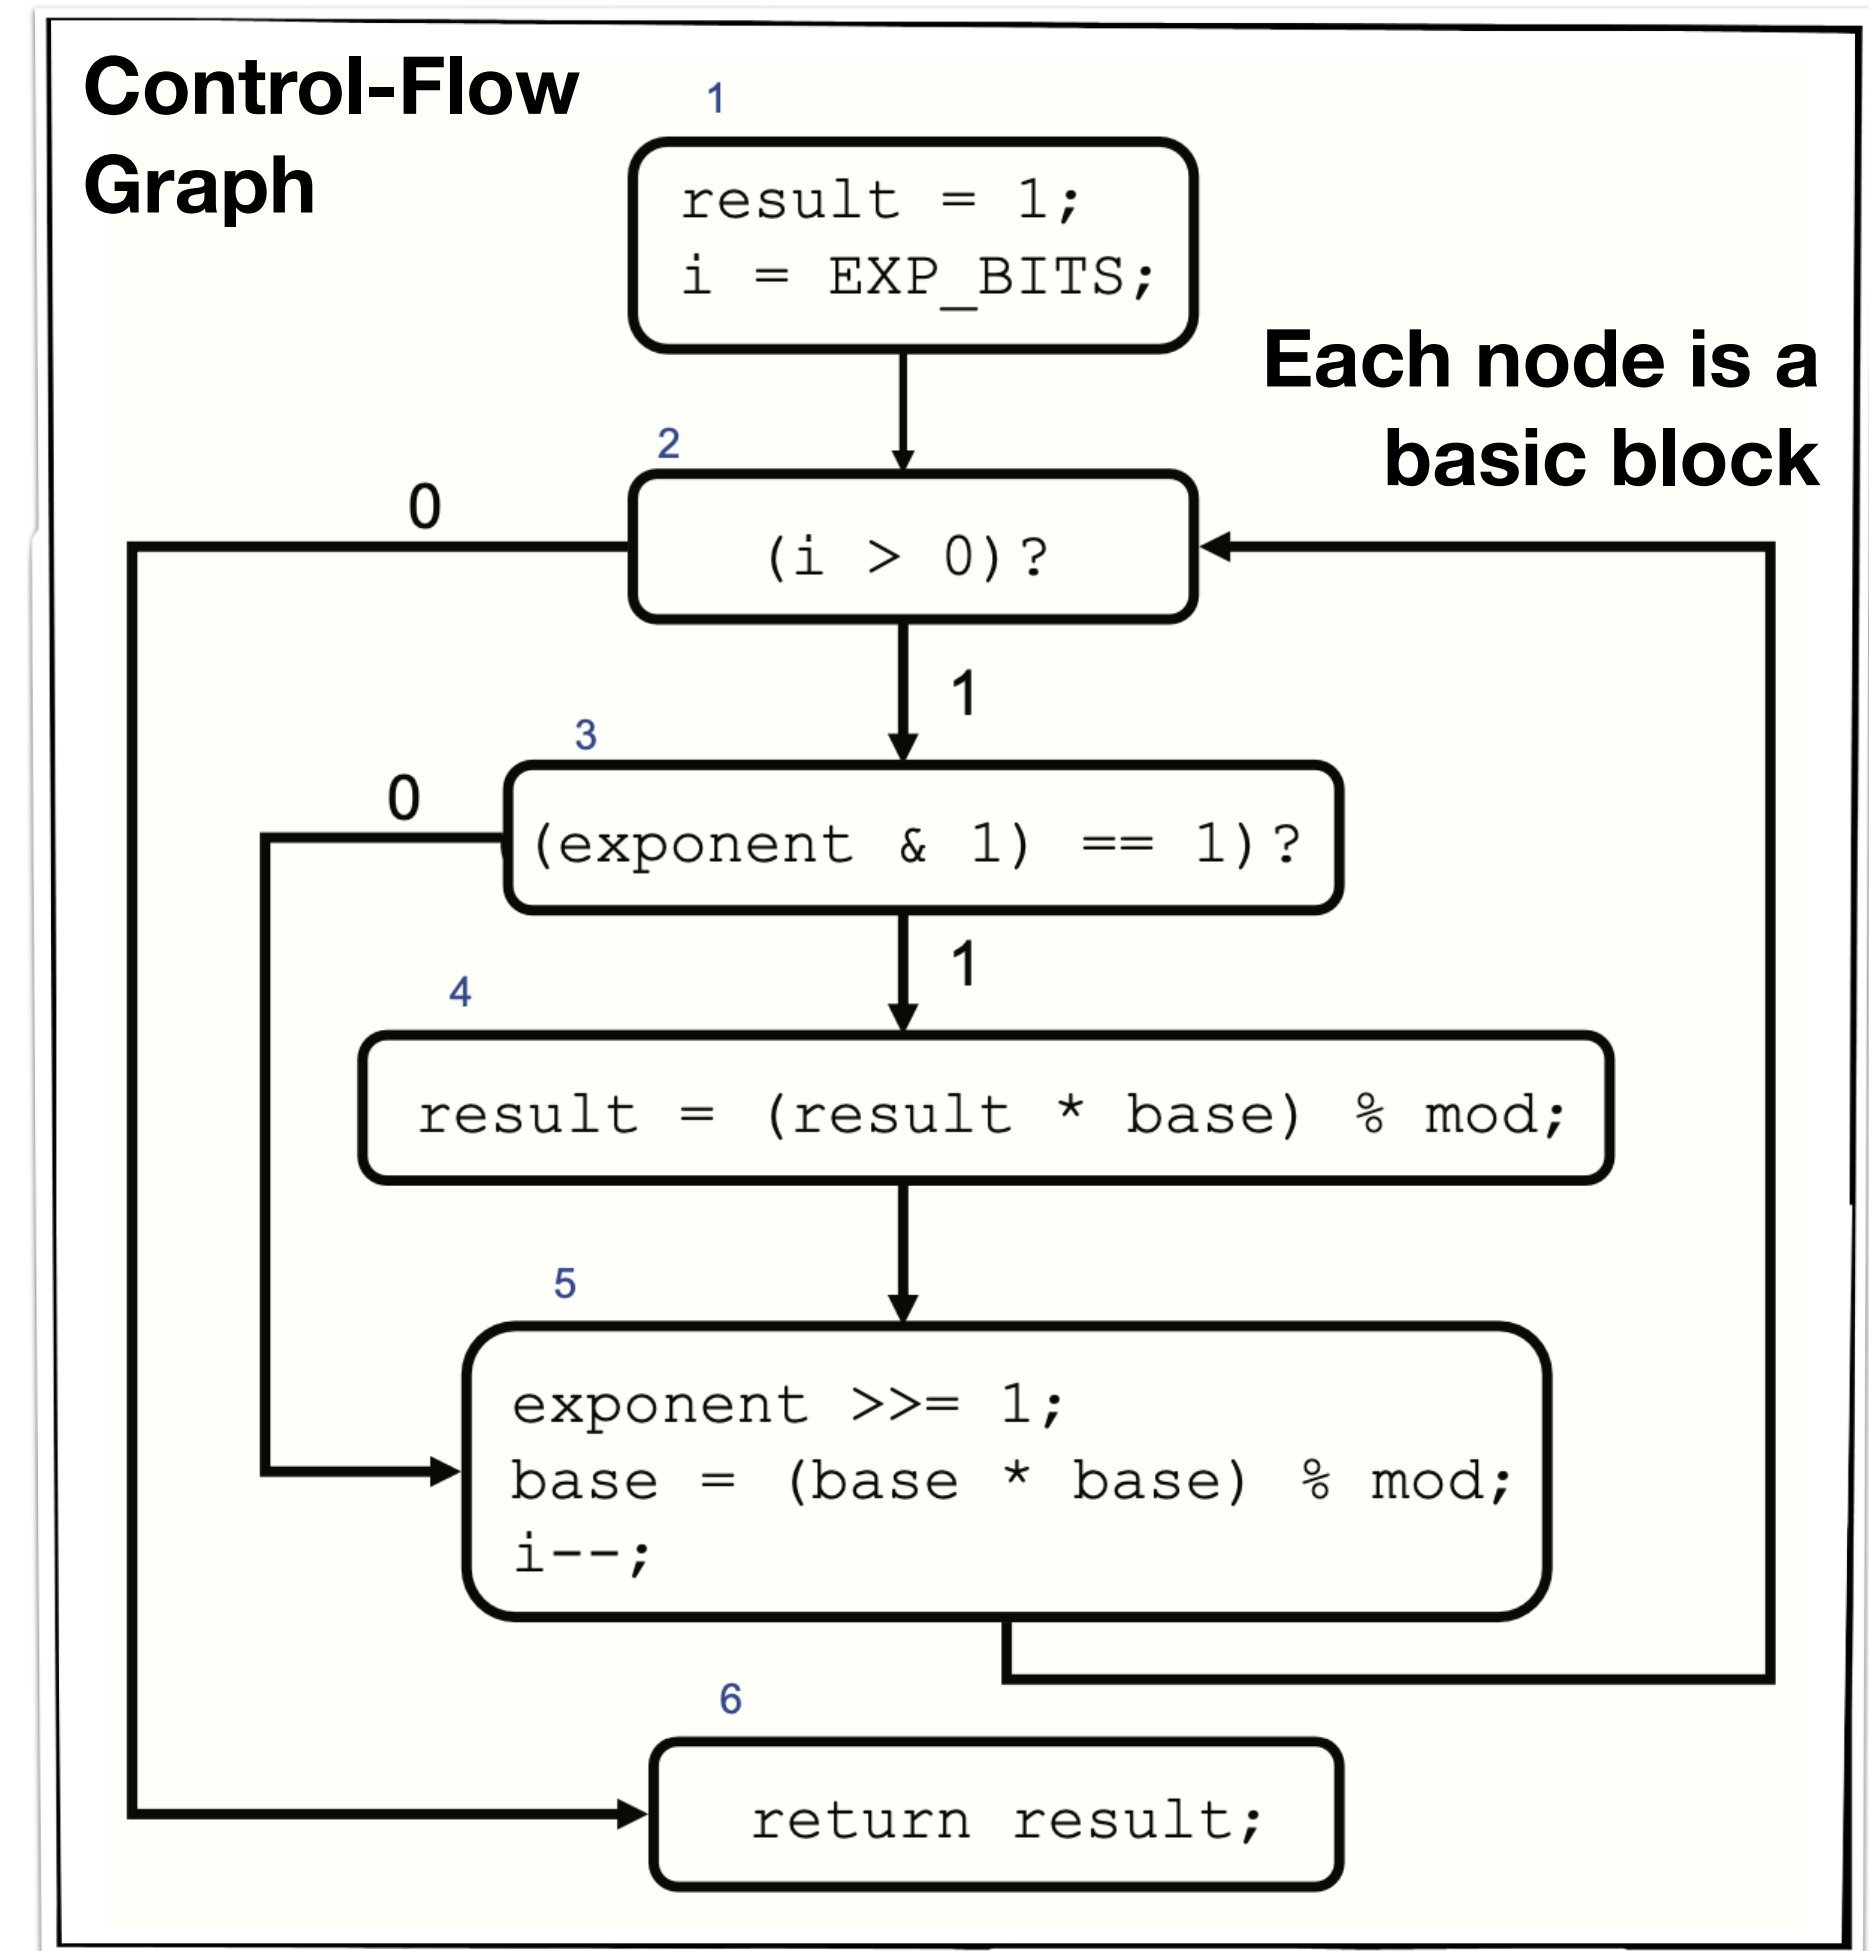 Control-Flow
Graph
1
result = 1;
i = EXP_BITS;
Each node is a
basic block
2
0
(i > 0)?
1
3
0
(exponent & 1) == 1)?
1
4
result = (result * base) % mod;
5
exponent >>= 1;
base = (base * base) % mod;
i--;
6
return result;